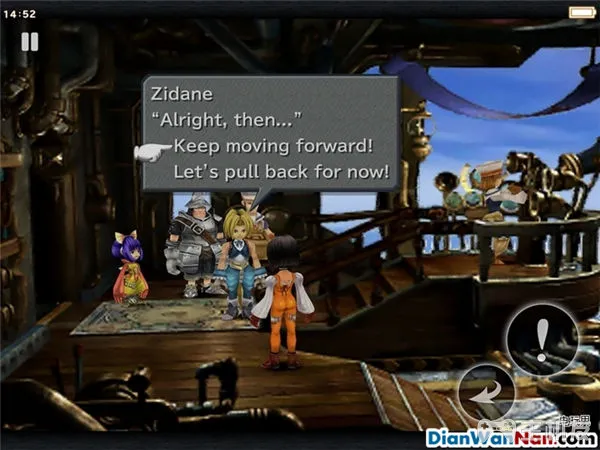 14:52
Zidane
“Alright, then...”
Keep moving forward!
Let's pull back for now!
DianWanNan.com